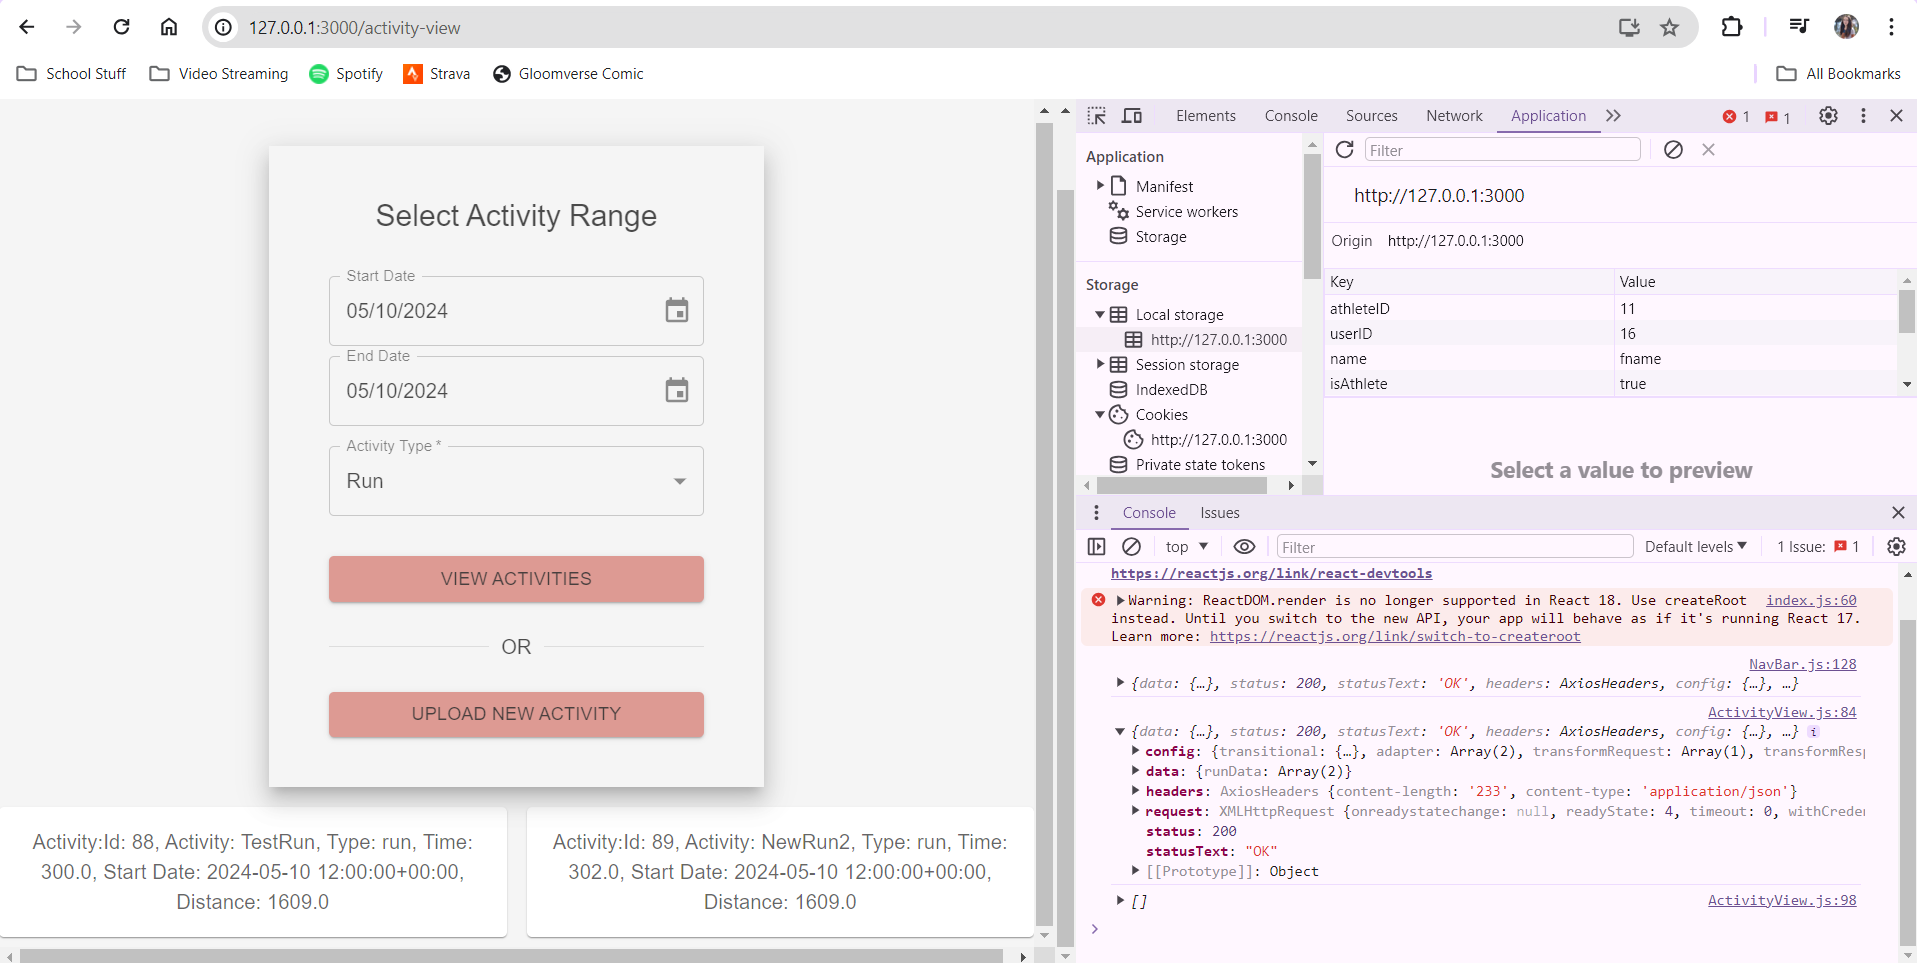 127.0.0.1:3000/activity-view
School Stuff Video Streaming Spotify Strava Gloomverse Comic All Bookmarks
Select Activity Range
Start Date
05/10/2024
End Date
05/10/2024
Activity Type *
Run
VIEW ACTIVITIES
OR
UPLOAD NEW ACTIVITY
Activity:Id: 88, Activity: TestRun, Type: run, Time:
300.0, Start Date: 2024-05-10 12:00:00+00:00,
Distance: 1609.0
Activity:Id: 89, Activity: NewRun2, Type: run, Time:
302.0, Start Date: 2024-05-10 12:00:00+00:00,
Distance: 1609.0
Elements Console Sources Network Application 1 1
Application
Manifest
Service workers
Storage
Storage
Local storage
http://127.0.0.1:3000
Session storage
IndexedDB
Cookies
http://127.0.0.1:3000
Private state tokens
Filter
http://127.0.0.1:3000
Origin http://127.0.0.1:3000
Key Value
athleteID 11
userID 16
name fname
isAthlete true
Select a value to preview
Console Issues
top Filter Default levels 1 Issue: 1
https://reactjs.org/link/react-devtools
Warning: ReactDOM.render is no longer supported in React 18. Use createRoot index.js:60
instead. Until you switch to the new API, your app will behave as if it's running React 17.
Learn more: https://reactjs.org/link/switch-to-createroot
NavBar.js:128
{data: {…}, status: 200, statusText: 'OK', headers: AxiosHeaders, config: {…}, …}
ActivityView.js:84
{data: {…}, status: 200, statusText: 'OK', headers: AxiosHeaders, config: {…}, …} i
config: {transitional: {…}, adapter: Array(2), transformRequest: Array(1), transformResp
data: {runData: Array(2)}
headers: AxiosHeaders {content-length: '233', content-type: 'application/json'}
request: XMLHttpRequest {onreadystatechange: null, readyState: 4, timeout: 0, withCreden
status: 200
statusText: "OK"
[[Prototype]]: Object
[] ActivityView.js:98